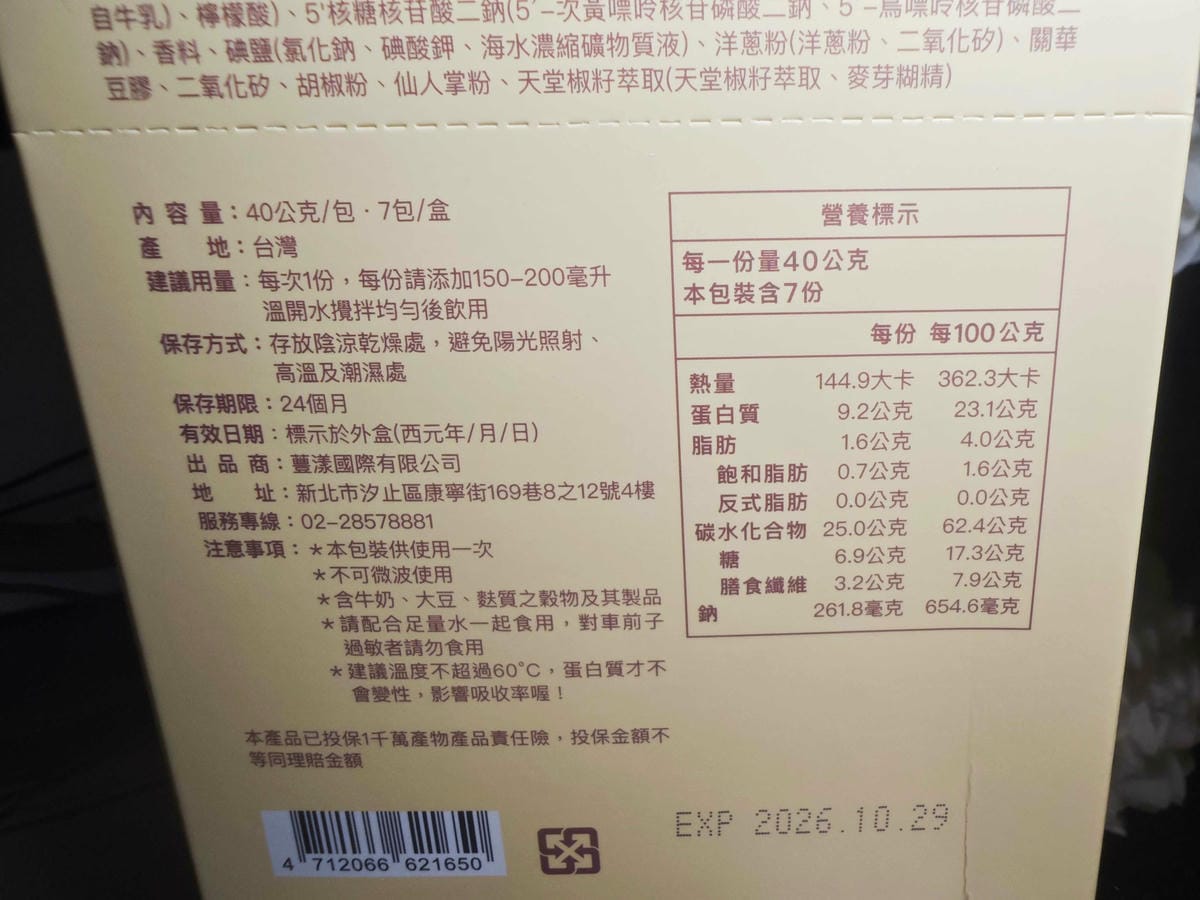 自牛乳)、檸檬酸)、5'核糖核苷酸二鈉(5'-次黃嘌呤核苷磷酸二鈉、5'-鳥嘌呤核苷磷酸二
鈉)、香料、碘鹽(氯化鈉、碘酸鉀、海水濃縮礦物質液)、洋蔥粉(洋蔥粉、二氧化矽)、關華
豆膠、二氧化矽、胡椒粉、仙人掌粉、天堂椒籽萃取(天堂椒籽萃取、麥芽糊精)
內容量:40公克/包·7包/盒
產地:台灣
建議用量:每次1份,每份請添加150-200毫升
溫開水攪拌均勻後飲用
保存方式:存放陰涼乾燥處,避免陽光照射、
高溫及潮濕處
保存期限:24個月
有效日期:標示於外盒(西元年/月/日)
出品商:豐漾國際有限公司
地址:新北市汐止區康寧街169巷8之12號4樓
服務專線:02-28578881
注意事項:*本包裝供使用一次
*不可微波使用
*含牛奶、大豆、麩質之穀物及其製品
*請配合足量水一起食用,對車前子
過敏者請勿食用
*建議溫度不超過60°C,蛋白質才不
會變性,影響吸收率喔!
本產品已投保1千萬產物產品責任險,投保金額不
等同理賠金額
營養標示
每一份量40公克
本包裝含7份
每份 每100公克
熱量 144.9大卡 362.3大卡
蛋白質 9.2公克 23.1公克
脂肪 1.6公克 4.0公克
飽和脂肪 0.7公克 1.6公克
反式脂肪 0.0公克 0.0公克
碳水化合物 25.0公克 62.4公克
糖 6.9公克 17.3公克
膳食纖維 3.2公克 7.9公克
鈉 261.8毫克 654.6毫克
4 712066 621650
EXP 2026.10.29